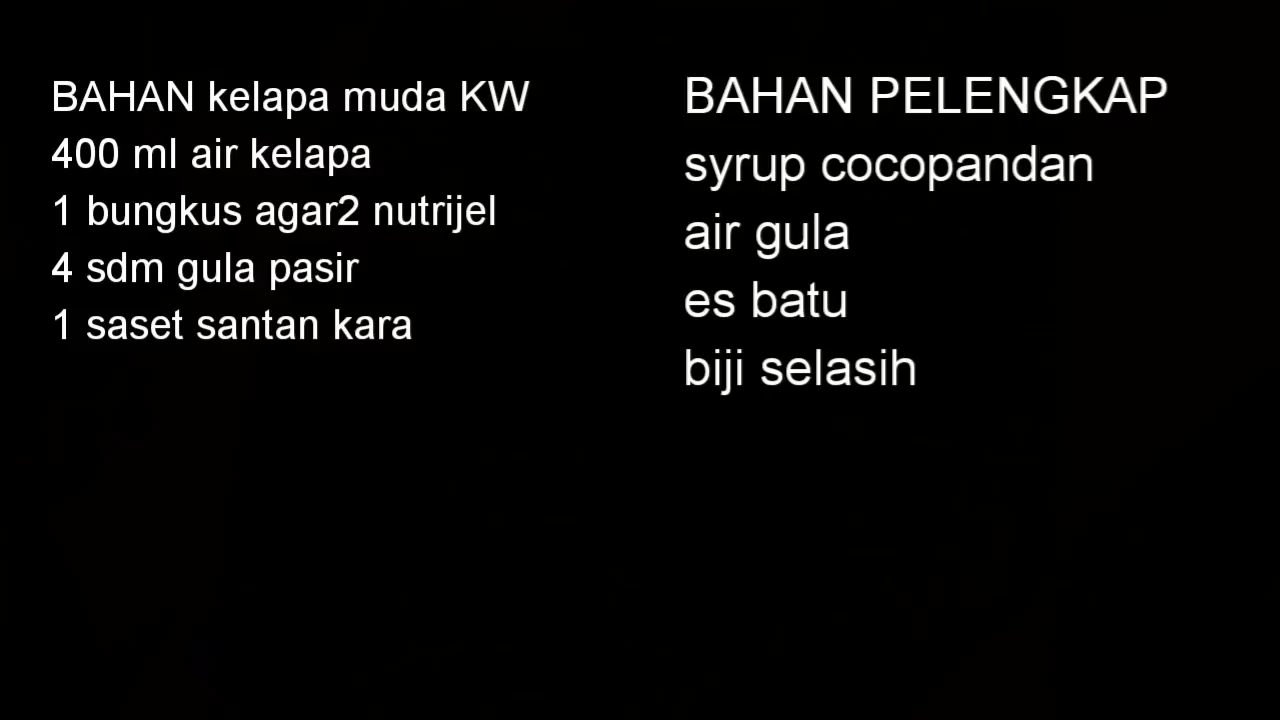 BAHAN kelapa muda KW
400 ml air kelapa
1 bungkus agar2 nutrijel
4 sdm gula pasir
1 saset santan kara
BAHAN PELENGKAP
syrup cocopandan
air gula
es batu
biji selasih